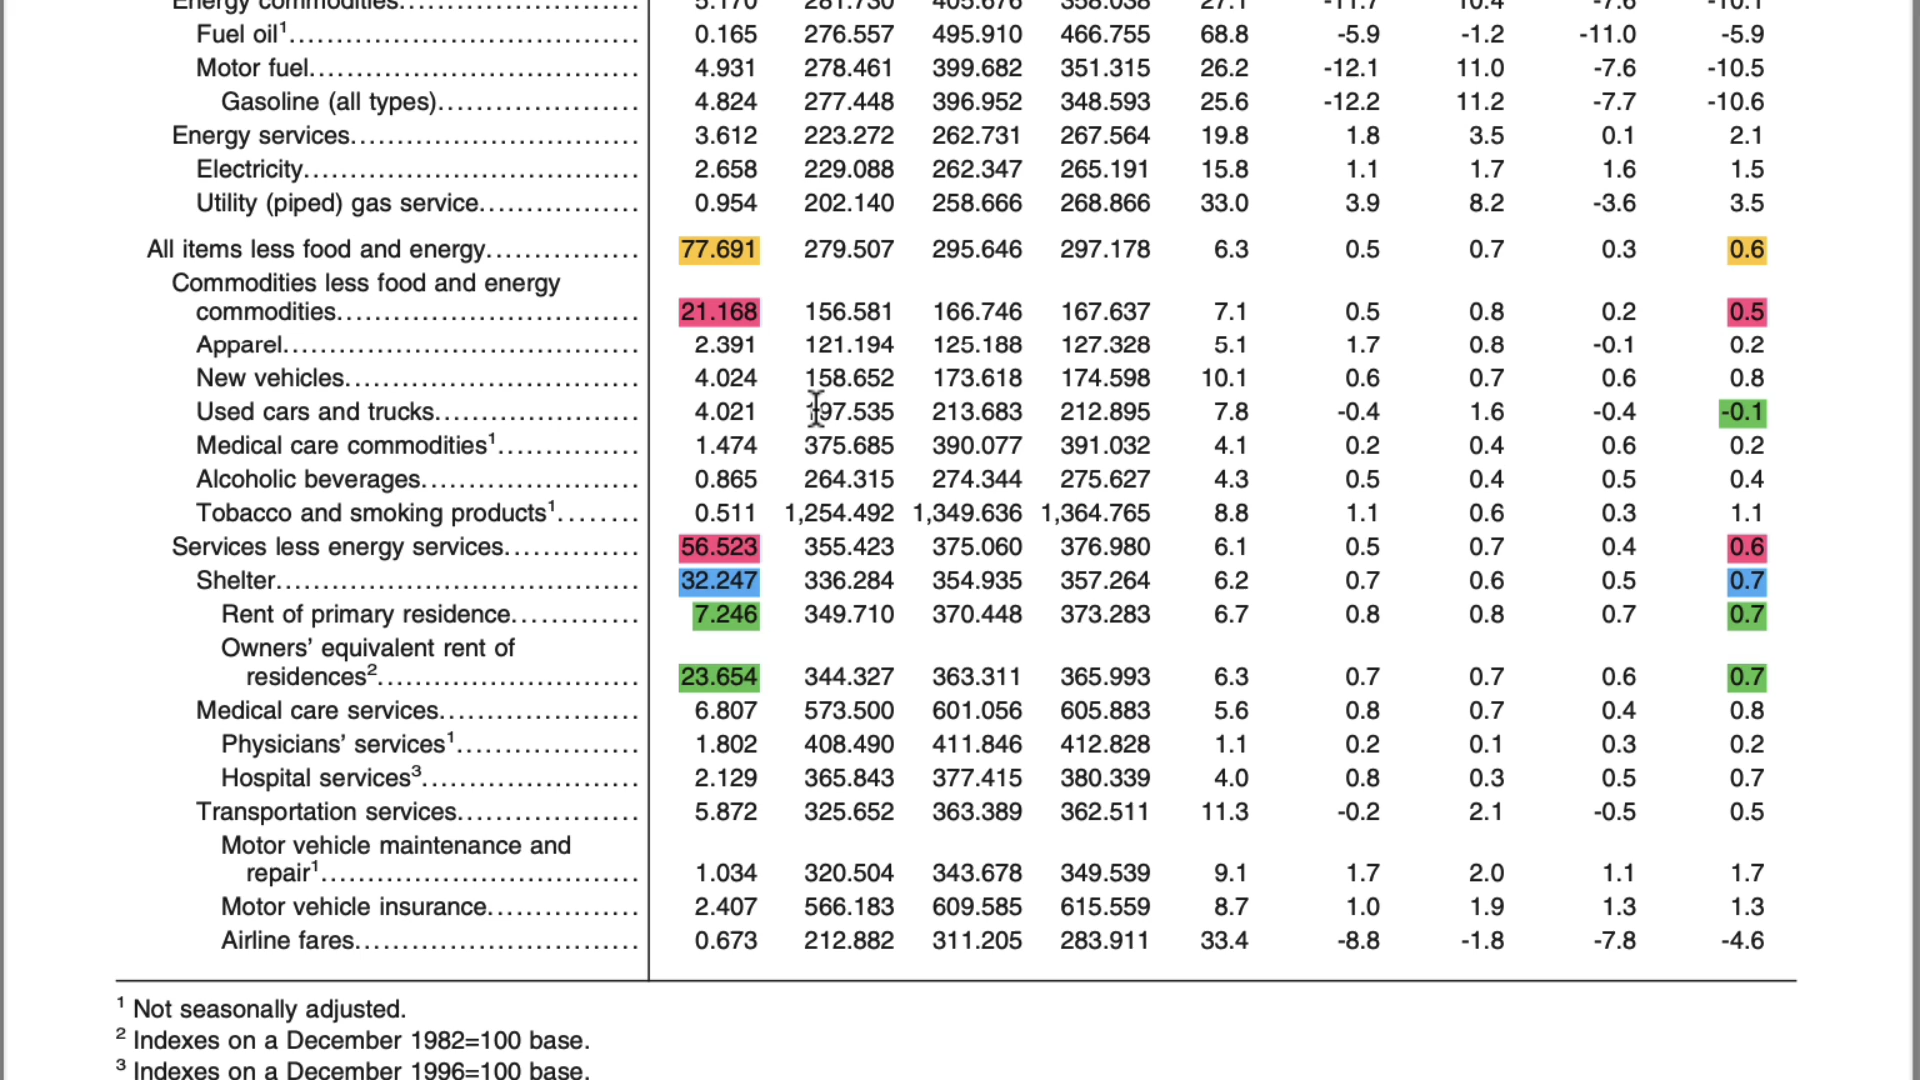 Energy commodities.............................. 5.170 281.730 405.676 358.038 27.1 -11.7 10.4 -7.6 -10.1
Fuel oil¹................................... 0.165 276.557 495.910 466.755 68.8 -5.9 -1.2 -11.0 -5.9
Motor fuel................................. 4.931 278.461 399.682 351.315 26.2 -12.1 11.0 -7.6 -10.5
Gasoline (all types).................... 4.824 277.448 396.952 348.593 25.6 -12.2 11.2 -7.7 -10.6
Energy services............................. 3.612 223.272 262.731 267.564 19.8 1.8 3.5 0.1 2.1
Electricity.................................. 2.658 229.088 262.347 265.191 15.8 1.1 1.7 1.6 1.5
Utility (piped) gas service................ 0.954 202.140 258.666 268.866 33.0 3.9 8.2 -3.6 3.5
All items less food and energy............... 77.691 279.507 295.646 297.178 6.3 0.5 0.7 0.3 0.6
Commodities less food and energy
commodities.............................. 21.168 156.581 166.746 167.637 7.1 0.5 0.8 0.2 0.5
Apparel.................................... 2.391 121.194 125.188 127.328 5.1 1.7 0.8 -0.1 0.2
New vehicles............................. 4.024 158.652 173.618 174.598 10.1 0.6 0.7 0.6 0.8
Used cars and trucks.................... 4.021 197.535 213.683 212.895 7.8 -0.4 1.6 -0.4 -0.1
Medical care commodities¹.............. 1.474 375.685 390.077 391.032 4.1 0.2 0.4 0.6 0.2
Alcoholic beverages...................... 0.865 264.315 274.344 275.627 4.3 0.5 0.4 0.5 0.4
Tobacco and smoking products¹........ 0.511 1,254.492 1,349.636 1,364.765 8.8 1.1 0.6 0.3 1.1
Services less energy services............. 56.523 355.423 375.060 376.980 6.1 0.5 0.7 0.4 0.6
Shelter.................................... 32.247 336.284 354.935 357.264 6.2 0.7 0.6 0.5 0.7
Rent of primary residence............. 7.246 349.710 370.448 373.283 6.7 0.8 0.8 0.7 0.7
Owners' equivalent rent of
residences².......................... 23.654 344.327 363.311 365.993 6.3 0.7 0.7 0.6 0.7
Medical care services.................... 6.807 573.500 601.056 605.883 5.6 0.8 0.7 0.4 0.8
Physicians' services¹.................. 1.802 408.490 411.846 412.828 1.1 0.2 0.1 0.3 0.2
Hospital services³..................... 2.129 365.843 377.415 380.339 4.0 0.8 0.3 0.5 0.7
Transportation services.................. 5.872 325.652 363.389 362.511 11.3 -0.2 2.1 -0.5 0.5
Motor vehicle maintenance and
repair¹................................ 1.034 320.504 343.678 349.539 9.1 1.7 2.0 1.1 1.7
Motor vehicle insurance............... 2.407 566.183 609.585 615.559 8.7 1.0 1.9 1.3 1.3
Airline fares............................ 0.673 212.882 311.205 283.911 33.4 -8.8 -1.8 -7.8 -4.6
¹ Not seasonally adjusted.
² Indexes on a December 1982=100 base.
³ Indexes on a December 1996=100 base.